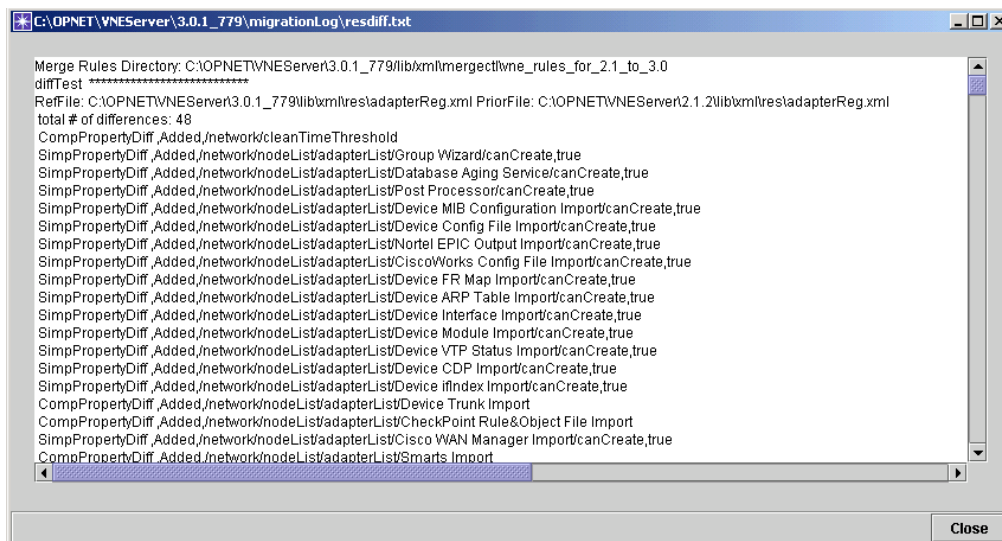 C:\OPNET\VNEServer\3.0.1_779\migrationLog\resdiff.txt
Merge Rules Directory: C:\OPNET\VNEServer\3.0.1_779/lib/xml/mergectl/vne_rules_for_2.1_to_3.0
diffTest ***************************
RefFile: C:\OPNET\VNEServer\3.0.1_779\lib\xml\res\adapterReg.xml PriorFile: C:\OPNET\VNEServer\2.1.2\lib\xml\res\adapterReg.xml
total # of differences: 48
CompPropertyDiff ,Added,/network/cleanTimeThreshold
SimpPropertyDiff ,Added,/network/nodeList/adapterList/Group Wizard/canCreate,true
SimpPropertyDiff ,Added,/network/nodeList/adapterList/Database Aging Service/canCreate,true
SimpPropertyDiff ,Added,/network/nodeList/adapterList/Post Processor/canCreate,true
SimpPropertyDiff ,Added,/network/nodeList/adapterList/Device MIB Configuration Import/canCreate,true
SimpPropertyDiff ,Added,/network/nodeList/adapterList/Device Config File Import/canCreate,true
SimpPropertyDiff ,Added,/network/nodeList/adapterList/Nortel EPIC Output Import/canCreate,true
SimpPropertyDiff ,Added,/network/nodeList/adapterList/CiscoWorks Config File Import/canCreate,true
SimpPropertyDiff ,Added,/network/nodeList/adapterList/Device FR Map Import/canCreate,true
SimpPropertyDiff ,Added,/network/nodeList/adapterList/Device ARP Table Import/canCreate,true
SimpPropertyDiff ,Added,/network/nodeList/adapterList/Device Interface Import/canCreate,true
SimpPropertyDiff ,Added,/network/nodeList/adapterList/Device Module Import/canCreate,true
SimpPropertyDiff ,Added,/network/nodeList/adapterList/Device VTP Status Import/canCreate,true
SimpPropertyDiff ,Added,/network/nodeList/adapterList/Device CDP Import/canCreate,true
SimpPropertyDiff ,Added,/network/nodeList/adapterList/Device ifIndex Import/canCreate,true
CompPropertyDiff ,Added,/network/nodeList/adapterList/Device Trunk Import
CompPropertyDiff ,Added,/network/nodeList/adapterList/CheckPoint Rule&Object File Import
SimpPropertyDiff ,Added,/network/nodeList/adapterList/Cisco WAN Manager Import/canCreate,true
CompPropertyDiff ,Added,/network/nodeList/adapterList/Smarts Import
Close